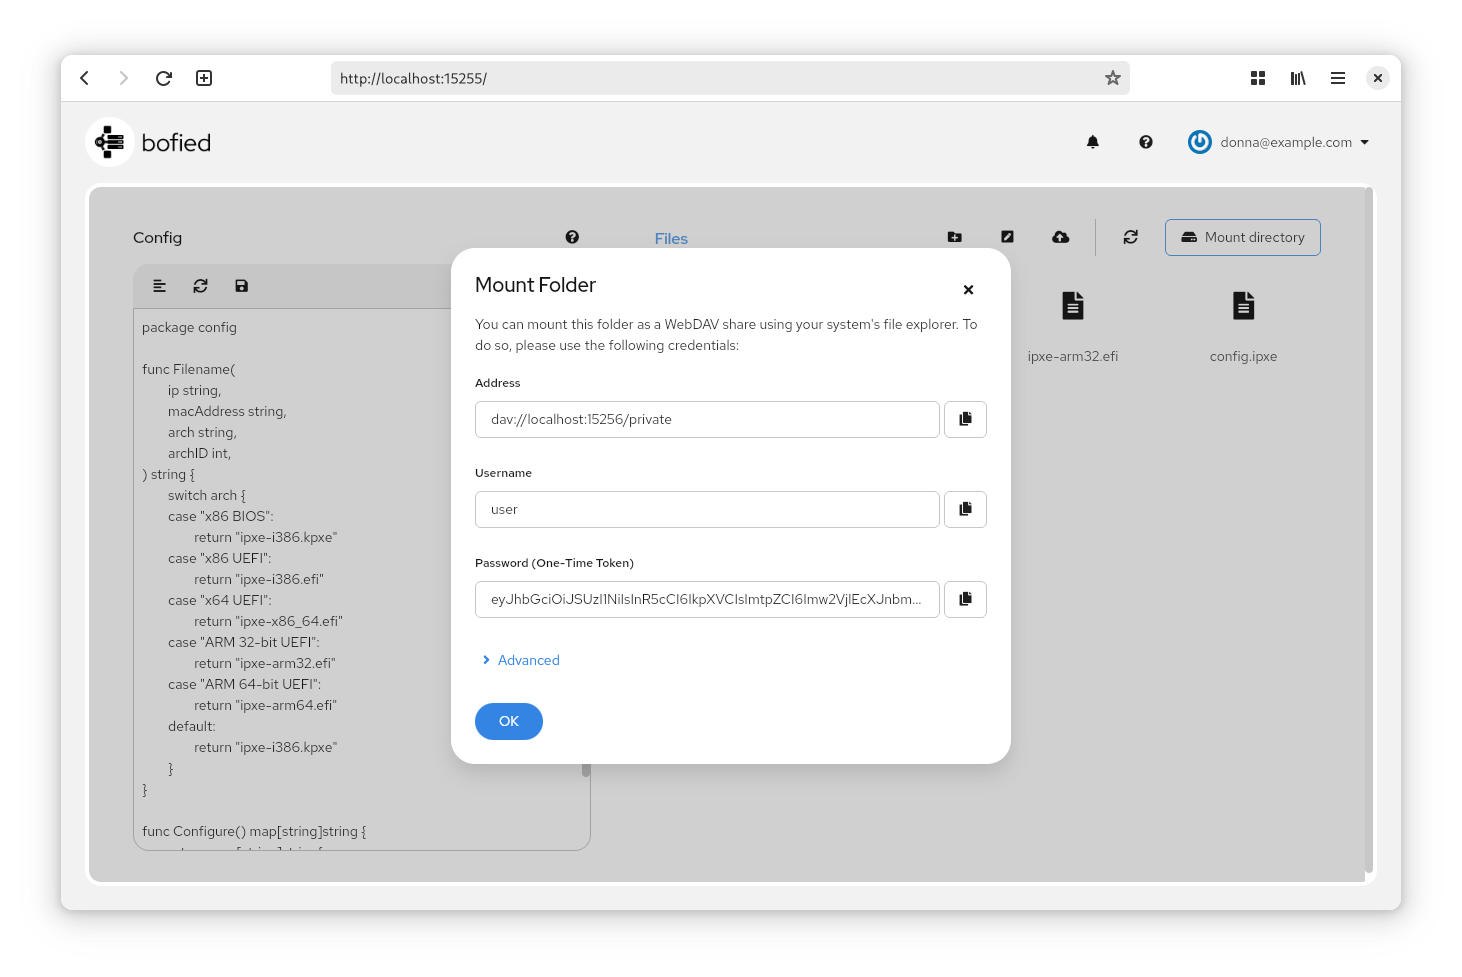 http://localhost:15255/
bofied
donna@example.com
Config
Files
Mount directory
package config
func Filename(
ip string,
macAddress string,
arch string,
archID int,
) string {
switch arch {
case "x86 BIOS":
return "ipxe-i386.kpxe"
case "x86 UEFI":
return "ipxe-i386.efi"
case "x64 UEFI":
return "ipxe-x86_64.efi"
case "ARM 32-bit UEFI":
return "ipxe-arm32.efi"
case "ARM 64-bit UEFI":
return "ipxe-arm64.efi"
default:
return "ipxe-i386.kpxe"
}
}
func Configure() map[string]string {
Mount Folder
You can mount this folder as a WebDAV share using your system's file explorer. To
do so, please use the following credentials:
Address
dav://localhost:15256/private
Username
user
Password (One-Time Token)
Advanced
OK
ipxe-arm32.efi
config.ipxe